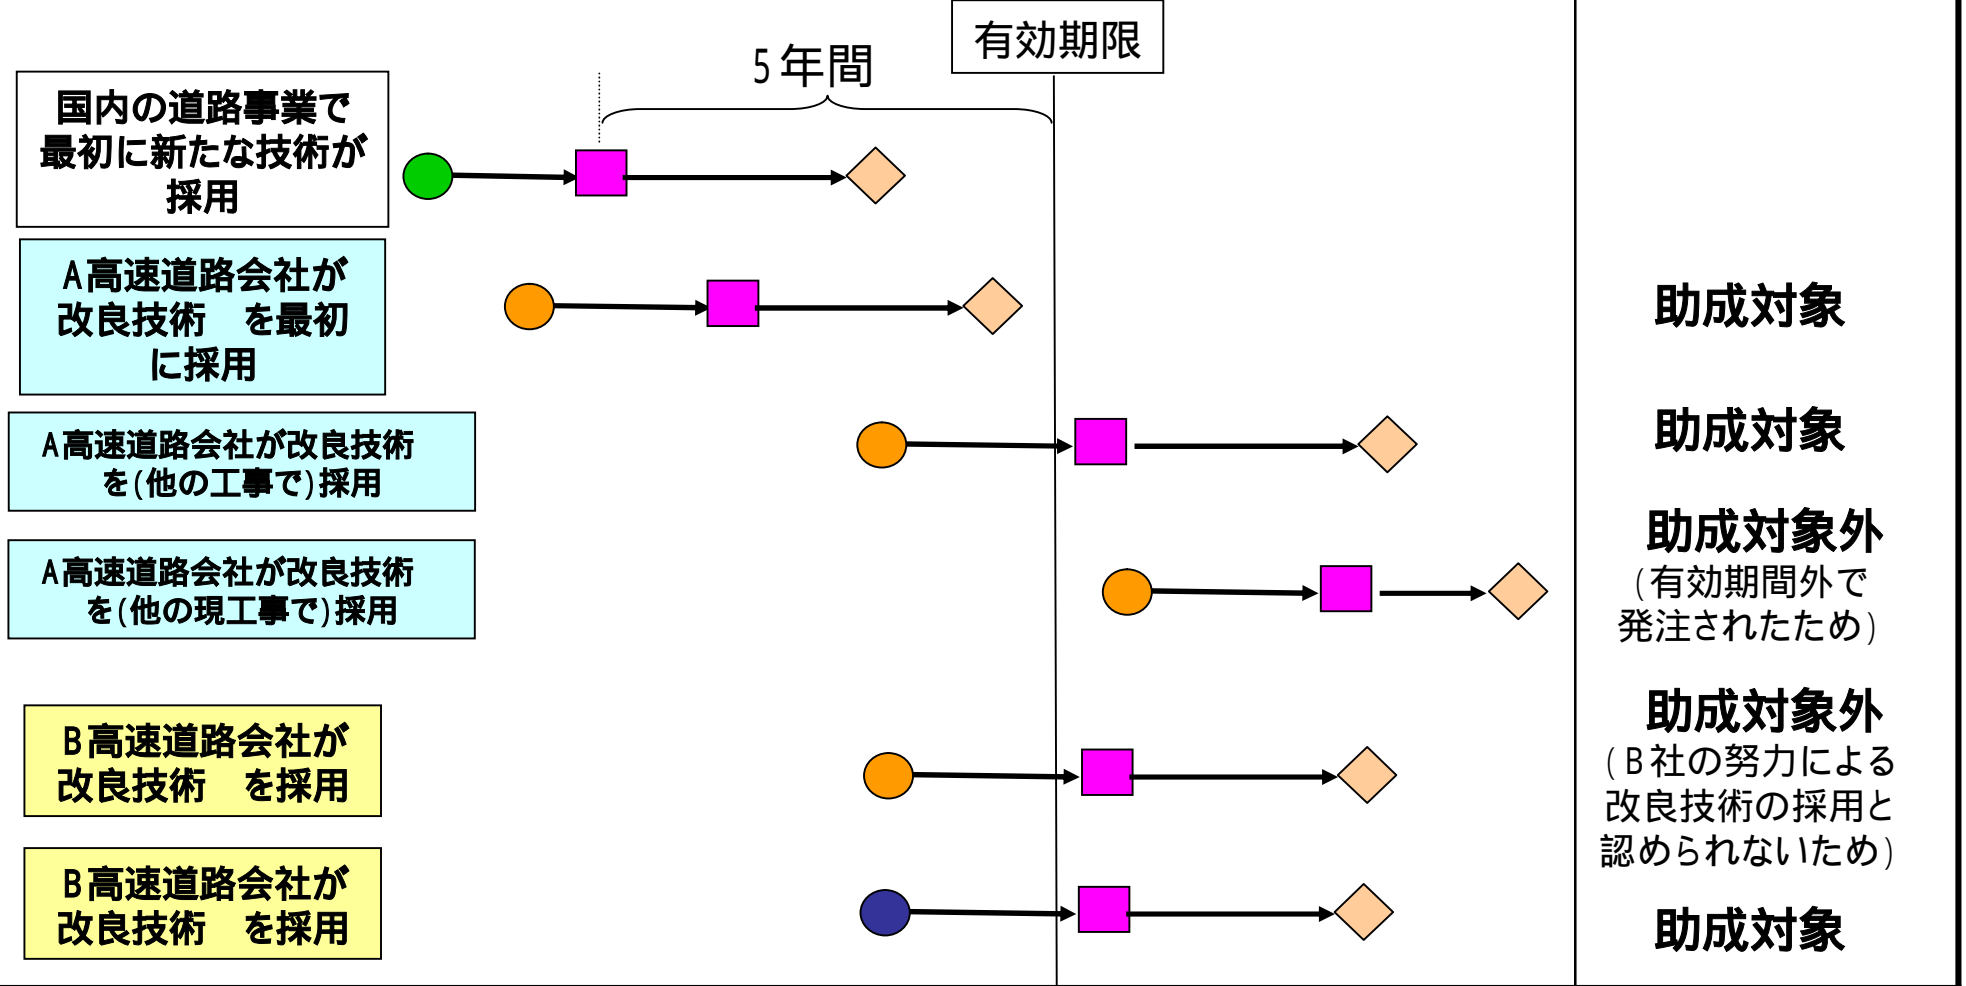 有効期限
5年間
国内の道路事業で
最初に新たな技術が
採用
A高速道路会社が
改良技術　を最初
に採用
助成対象
A高速道路会社が改良技術
を(他の工事で)採用
助成対象
A高速道路会社が改良技術
を(他の現工事で)採用
助成対象外
(有効期間外で
発注されたため)
B高速道路会社が
改良技術　を採用
助成対象外
(B社の努力による
改良技術の採用と
認められないため)
B高速道路会社が
改良技術　を採用
助成対象